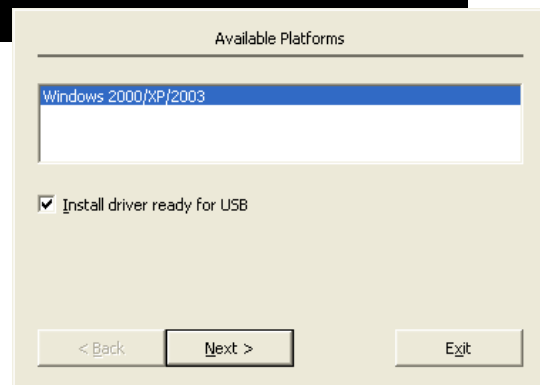 Available Platforms
Windows 2000/XP/2003
Install driver ready for USB
< Back
Next >
Exit